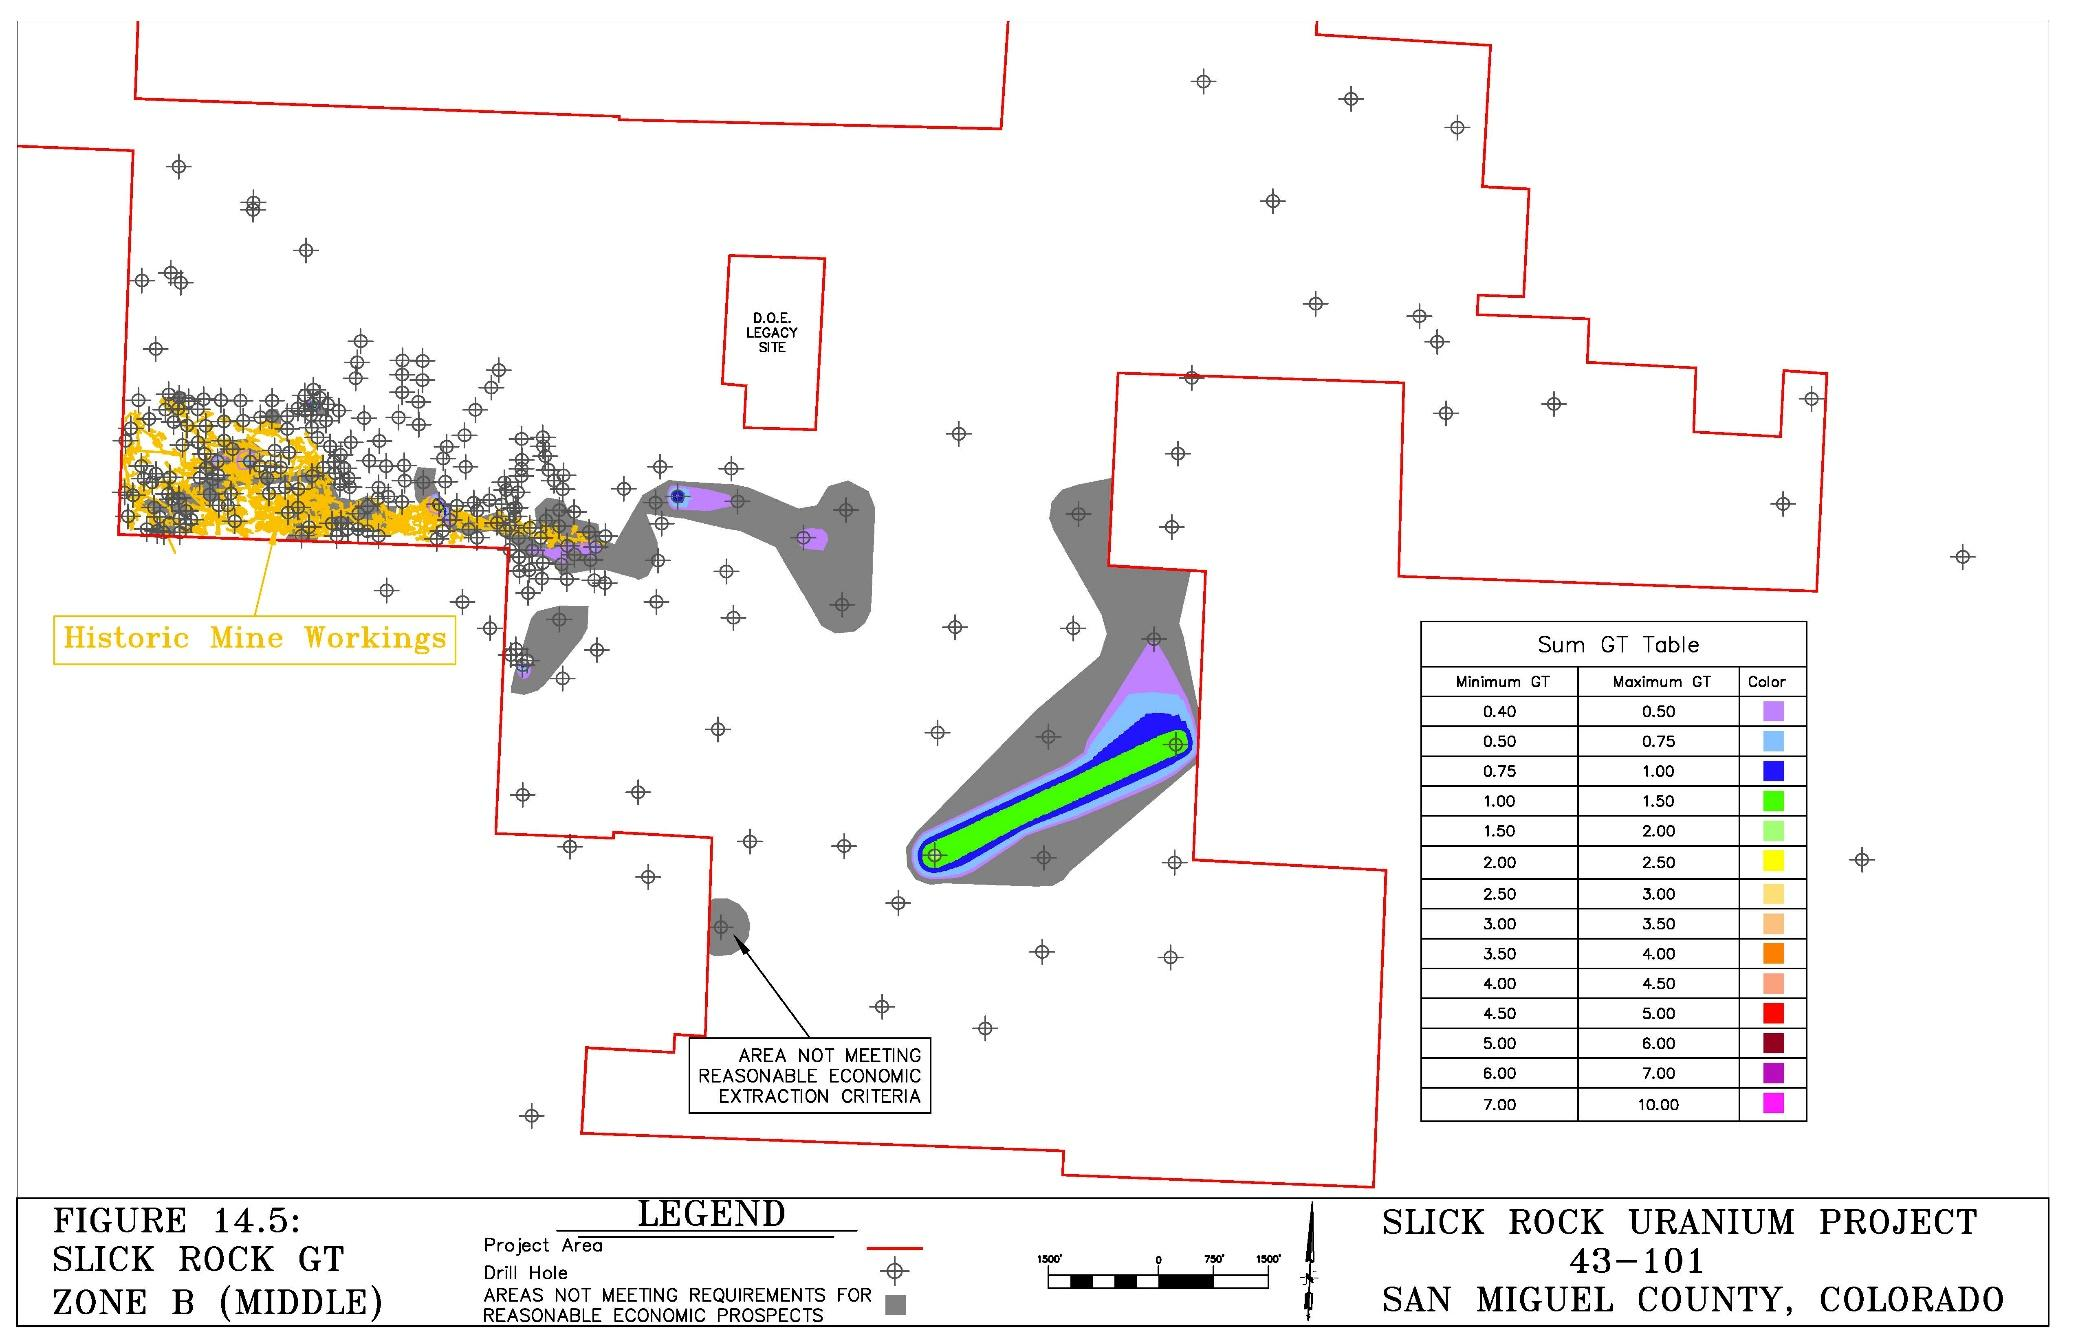 D.O.E.
LEGACY
SITE
Historic Mine Workings
Sum GT Table
Minimum GT Maximum GT Color
0.40 0.50
0.50 0.75
0.75 1.00
1.00 1.50
1.50 2.00
2.00 2.50
2.50 3.00
3.00 3.50
3.50 4.00
4.00 4.50
4.50 5.00
5.00 6.00
6.00 7.00
7.00 10.00
AREA NOT MEETING
REASONABLE ECONOMIC
EXTRACTION CRITERIA
FIGURE 14.5:
SLICK ROCK GT
ZONE B (MIDDLE)
LEGEND
Project Area
Drill Hole
AREAS NOT MEETING REQUIREMENTS FOR
REASONABLE ECONOMIC PROSPECTS
1500' 0 750' 1500'
SLICK ROCK URANIUM PROJECT
43-101
SAN MIGUEL COUNTY, COLORADO